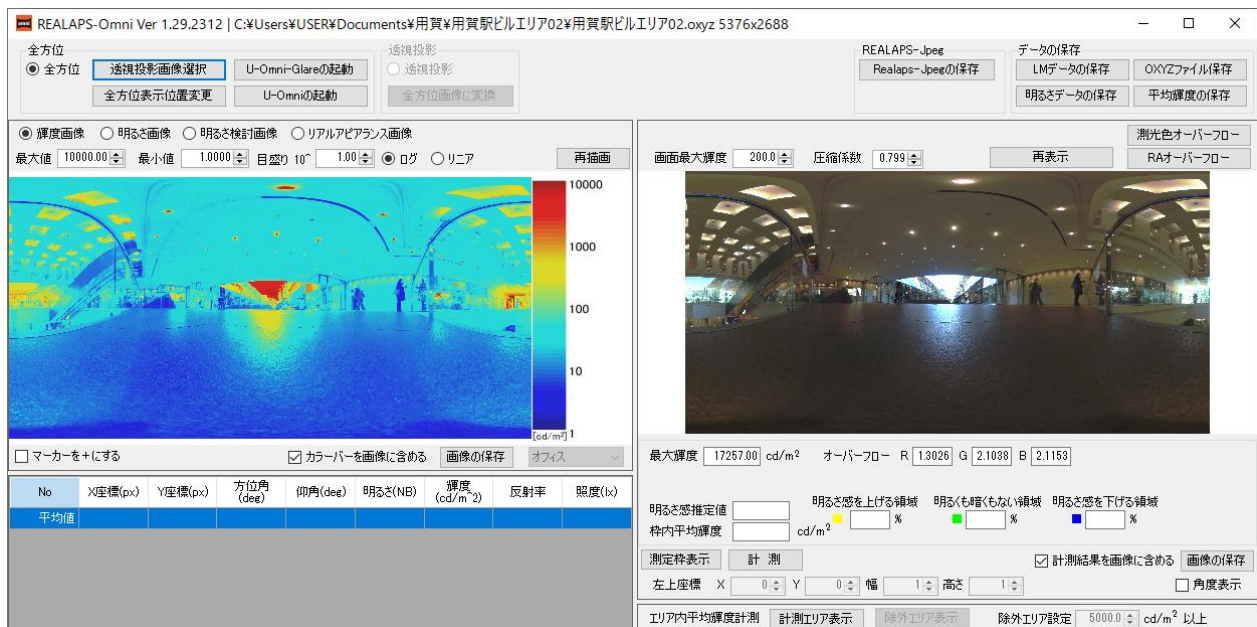 REALAPS-Omni Ver 1.29.2312 | C:¥Users¥USER¥Documents¥用賀¥用賀駅ビルエリア02¥用賀駅ビルエリア02.oxyz 5376x2688
全方位
全方位 透視投影画像選択 U-Omni-Glareの起動
全方位表示位置変更 U-Omniの起動
透視投影
透視投影
全方位画像に変換
REALAPS-Jpeg
Realaps-Jpegの保存
データの保存
LMデータの保存 OXYZファイル保存
明るさデータの保存 平均輝度の保存
輝度画像 明るさ画像 明るさ検討画像 リアルアピアランス画像
最大値 10000.00 最小値 1.0000 目盛り 10^ 1.00 ログ リニア 再描画
10000
1000
100
10
[cd/m²] 1
マーカーを+にする カラーバーを画像に含める 画像の保存 オフィス
No X座標(px) Y座標(px) 方位角(deg) 仰角(deg) 明るさ(NB) 輝度(cd/m^2) 反射率 照度(lx)
平均値
測光色オーバーフロー
画面最大輝度 200.0 圧縮係数 0.799 再表示 RAオーバーフロー
最大輝度 17257.00 cd/m² オーバーフロー R 1.3026 G 2.1038 B 2.1153
明るさ感推定値 明るさ感を上げる領域 明るくも暗くもない領域 明るさ感を下げる領域
% % %
枠内平均輝度 cd/m²
測定枠表示 計 測 計測結果を画像に含める 画像の保存
左上座標 X 0 Y 0 幅 1 高さ 1 角度表示
エリア内平均輝度計測 計測エリア表示 除外エリア表示 除外エリア設定 5000.0 cd/m² 以上